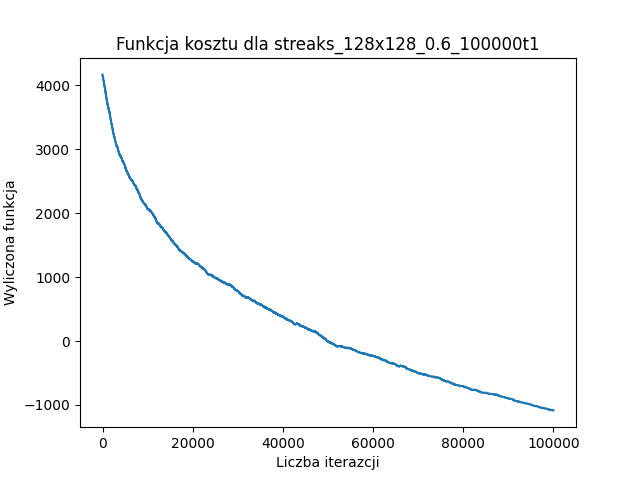 Funkcja kosztu dla streaks_128x128_0.6_100000t1
4000
3000
2000
1000
0
−1000
Wyliczona funkcja
0 20000 40000 60000 80000 100000
Liczba iterazcji